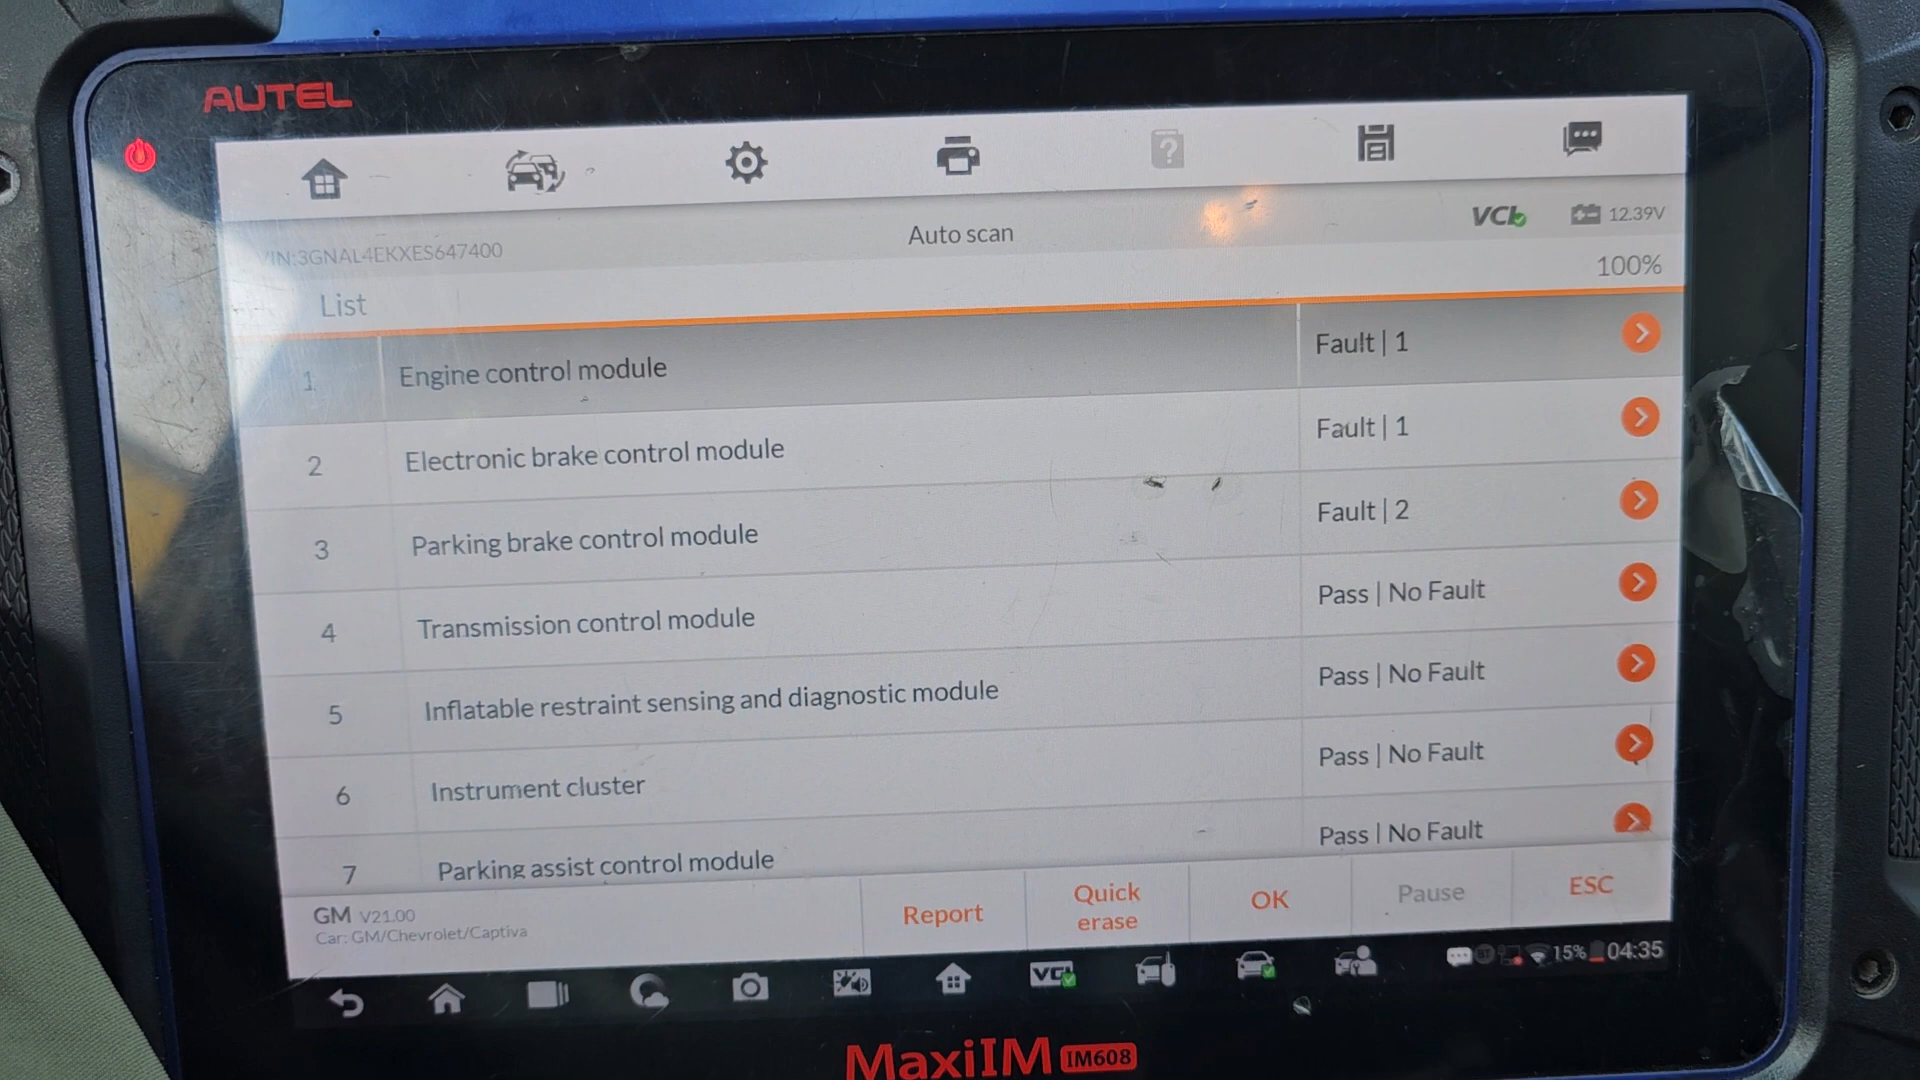 AUTEL
VIN:3GNAL4EKXES647400
Auto scan
VCI
12.39V
List
100%
1 Engine control module Fault | 1
2 Electronic brake control module Fault | 1
3 Parking brake control module Fault | 2
4 Transmission control module Pass | No Fault
5 Inflatable restraint sensing and diagnostic module Pass | No Fault
6 Instrument cluster Pass | No Fault
7 Parking assist control module Pass | No Fault
GM V21.00
Car: GM/Chevrolet/Captiva
Report
Quick
erase
OK
Pause
ESC
VCI
15% 04:35
MaxiIM IM608